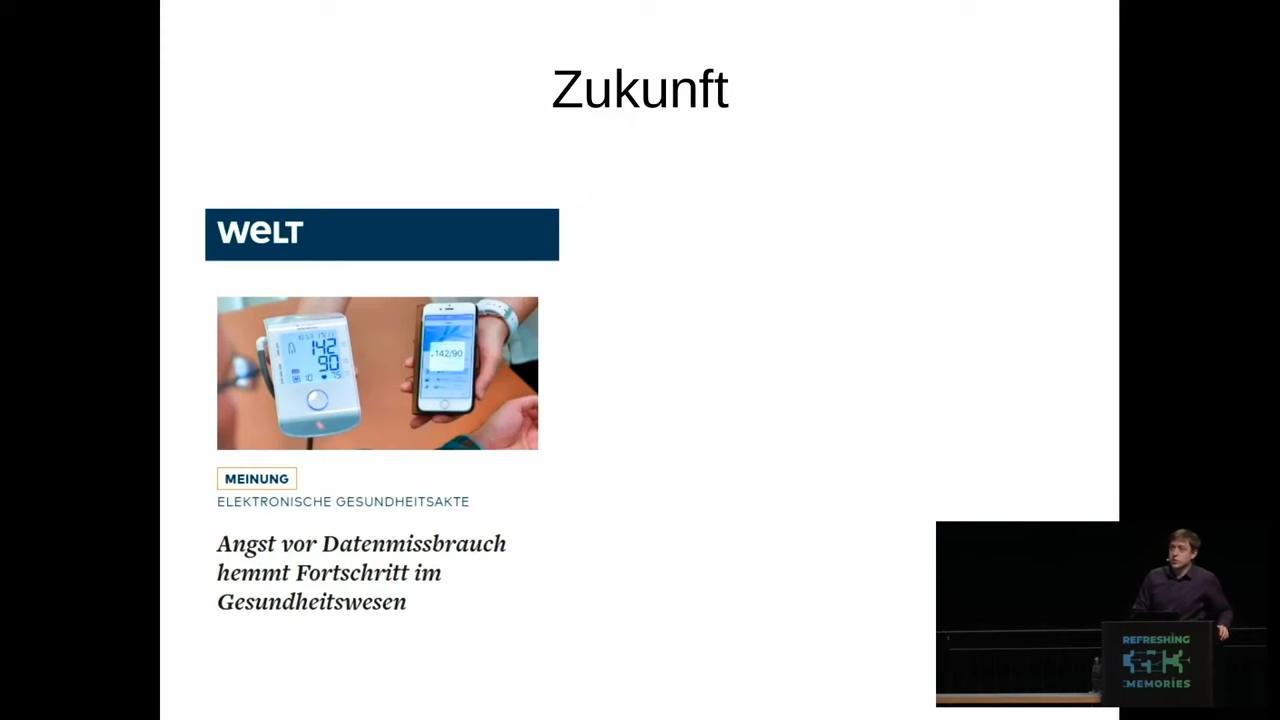 Zukunft
WELT
142
90
142/90
MEINUNG
ELEKTRONISCHE GESUNDHEITSAKTE
Angst vor Datenmissbrauch
hemmt Fortschritt im
Gesundheitswesen
REFRESHING
MEMORIES